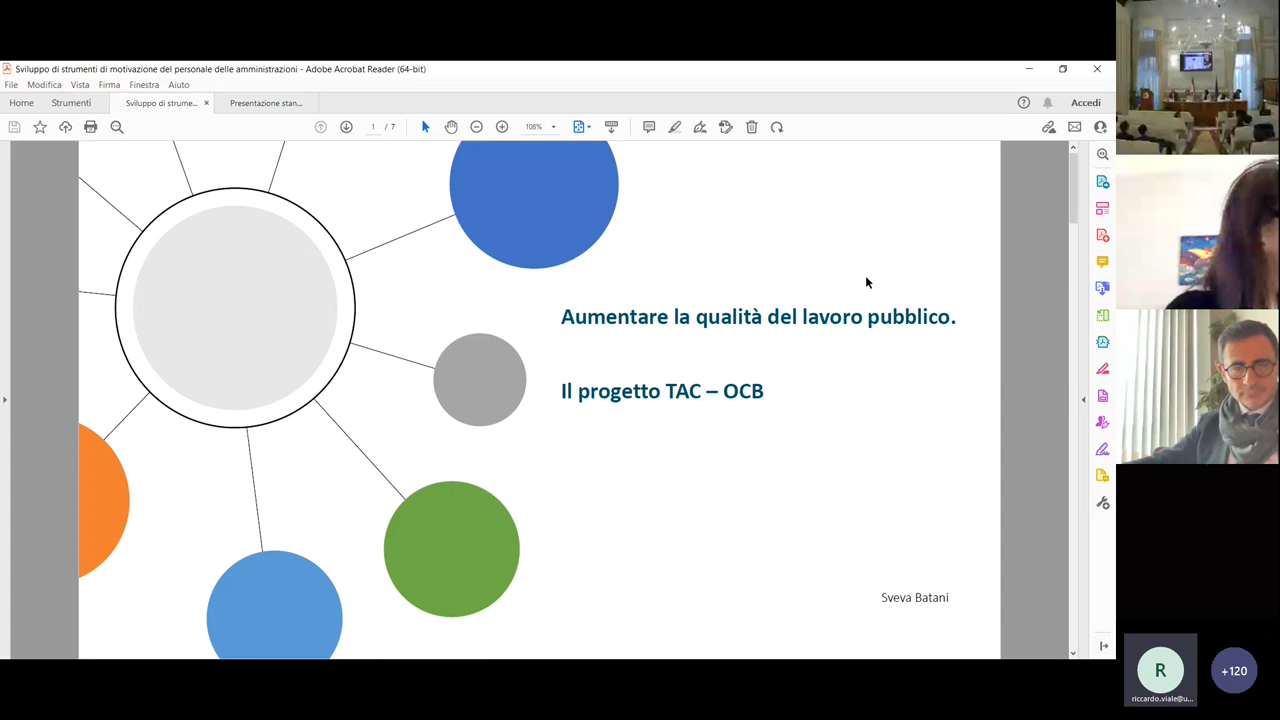 Sviluppo di strumenti di motivazione del personale delle amministrazioni - Adobe Acrobat Reader (64-bit)
File Modifica Vista Firma Finestra Aiuto
Home Strumenti Sviluppo di strume... × Presentazione stan... Accedi
1 / 7 108%
Aumentare la qualità del lavoro pubblico.
Il progetto TAC – OCB
Sveva Batani
R
+120
riccardo.viale@u...